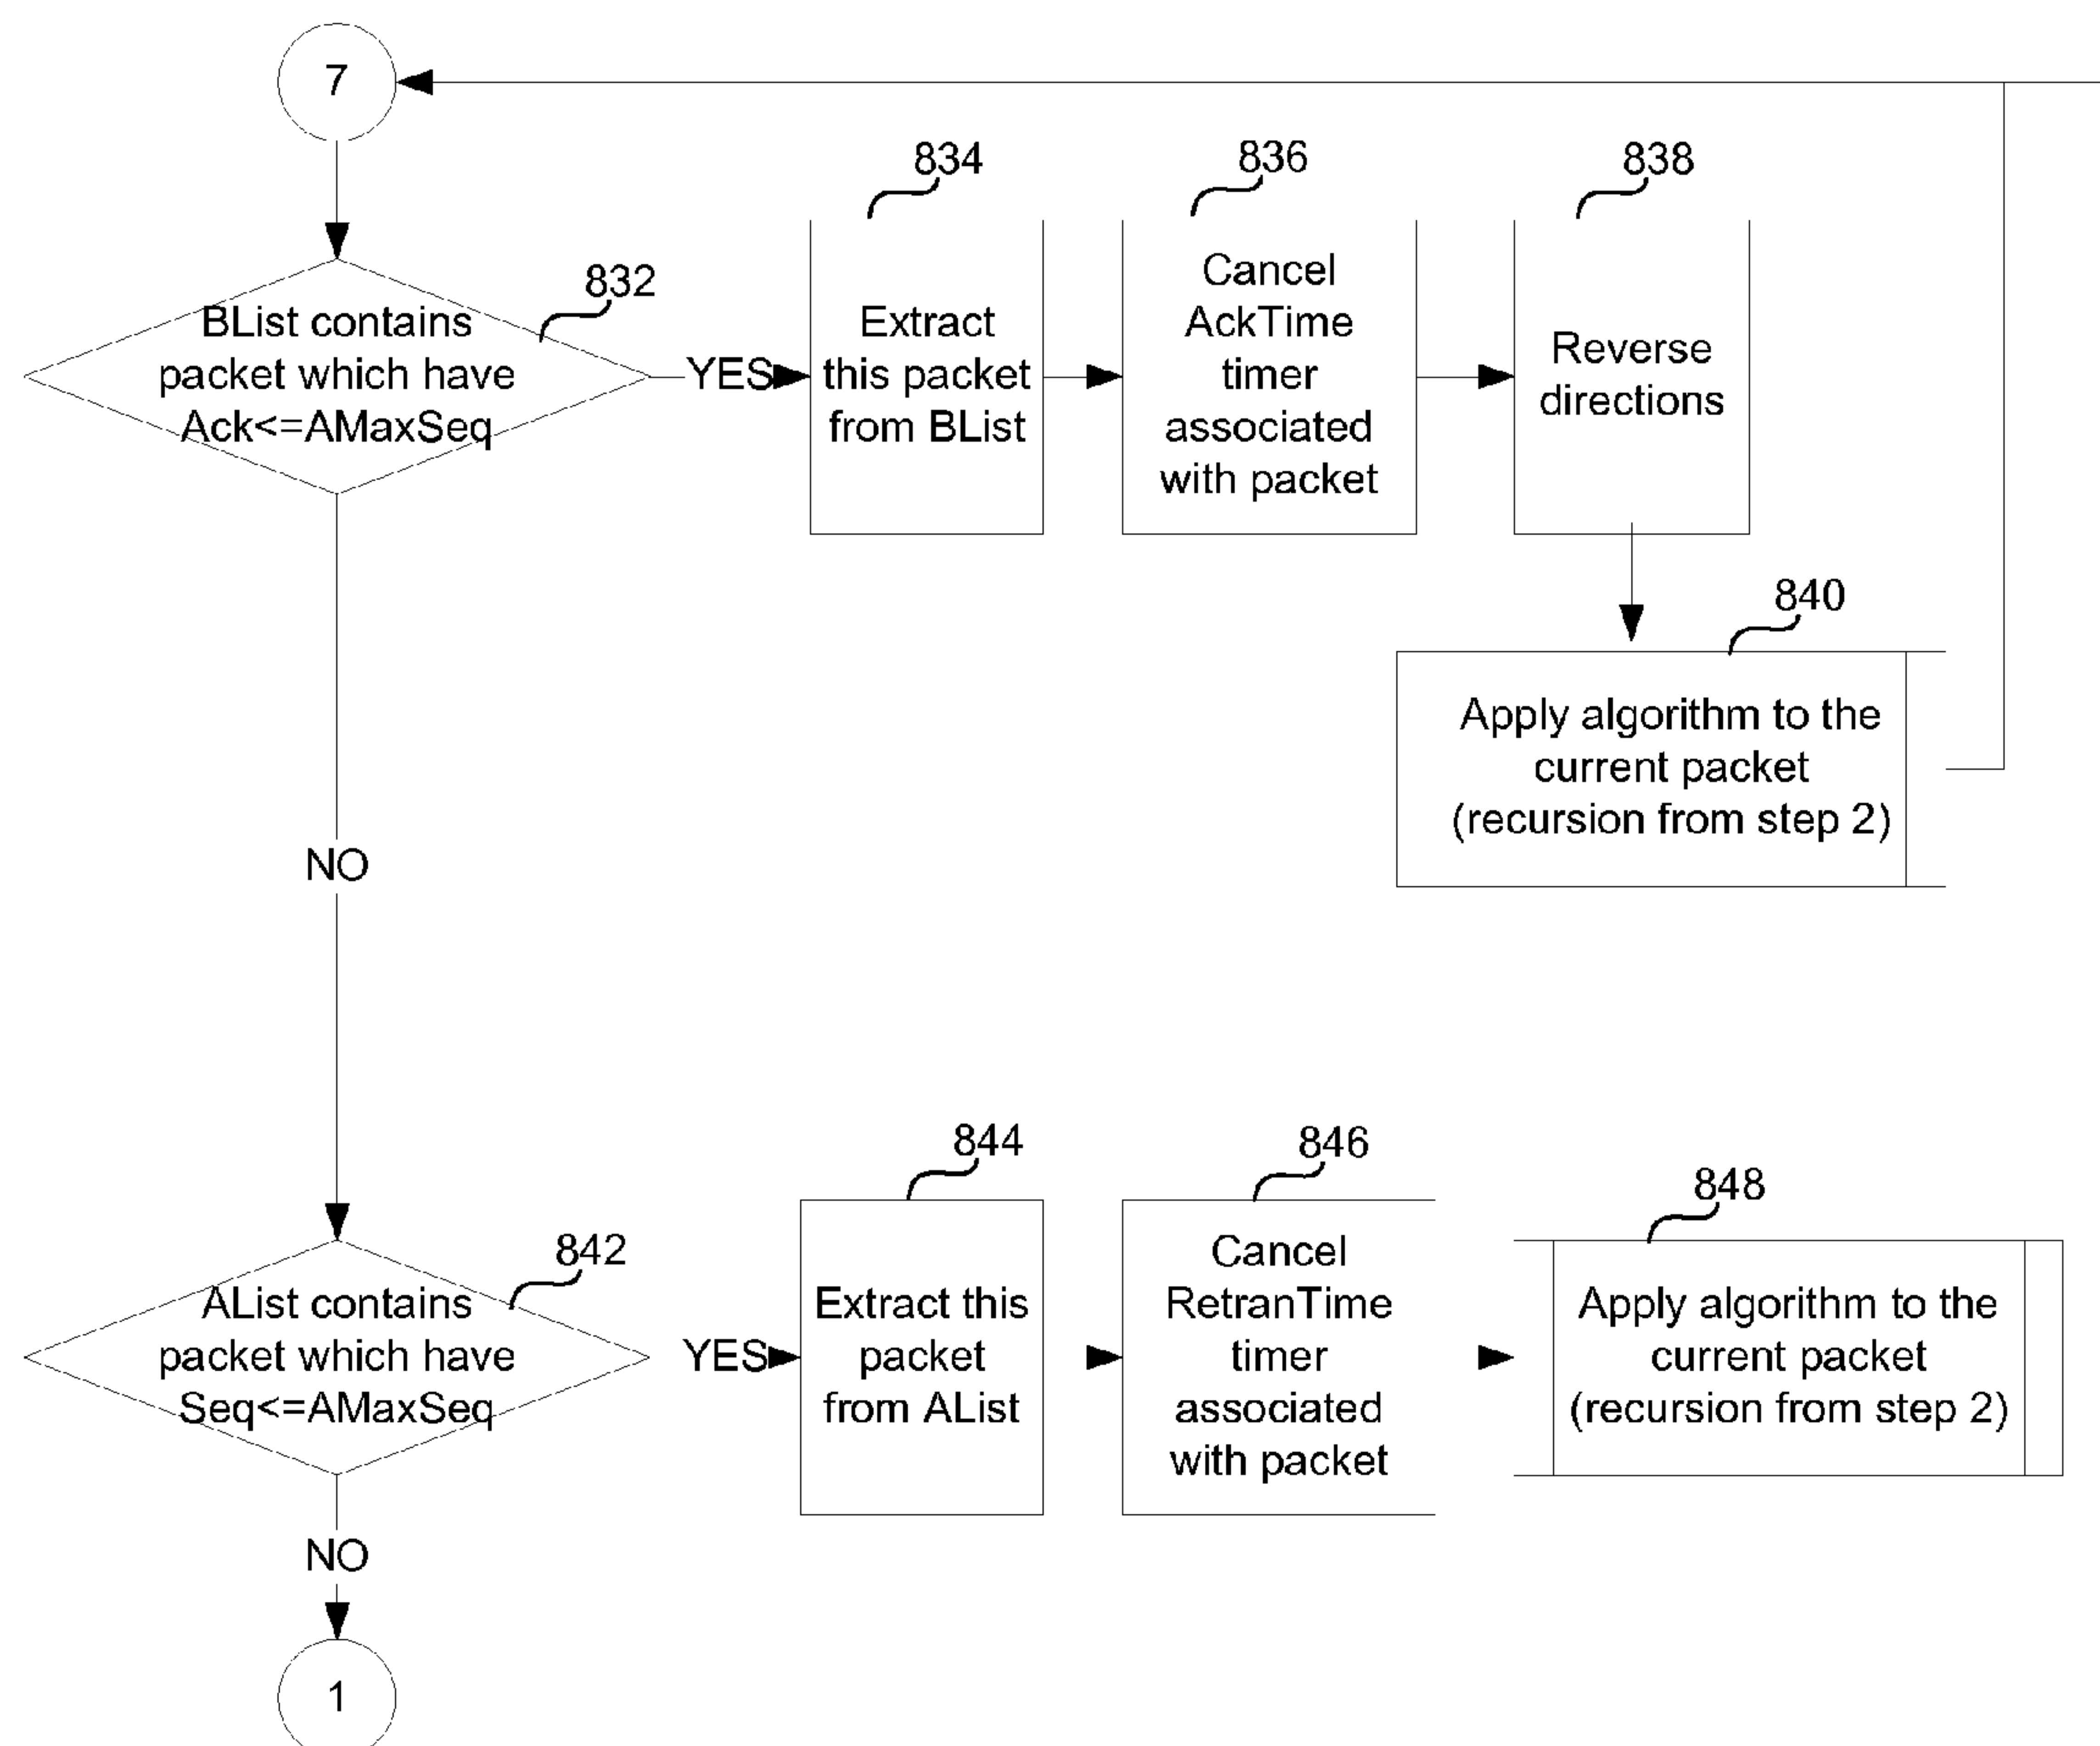 7
834
836
838
832
BList contains
packet which have
Ack<=AMaxSeq
YES
Extract
this packet
from BList
Cancel
AckTime
timer
associated
with packet
Reverse
directions
840
Apply algorithm to the
current packet
(recursion from step 2)
NO
844
846
848
842
AList contains
packet which have
Seq<=AMaxSeq
YES
Extract this
packet
from AList
Cancel
RetranTime
timer
associated
with packet
Apply algorithm to the
current packet
(recursion from step 2)
NO
1